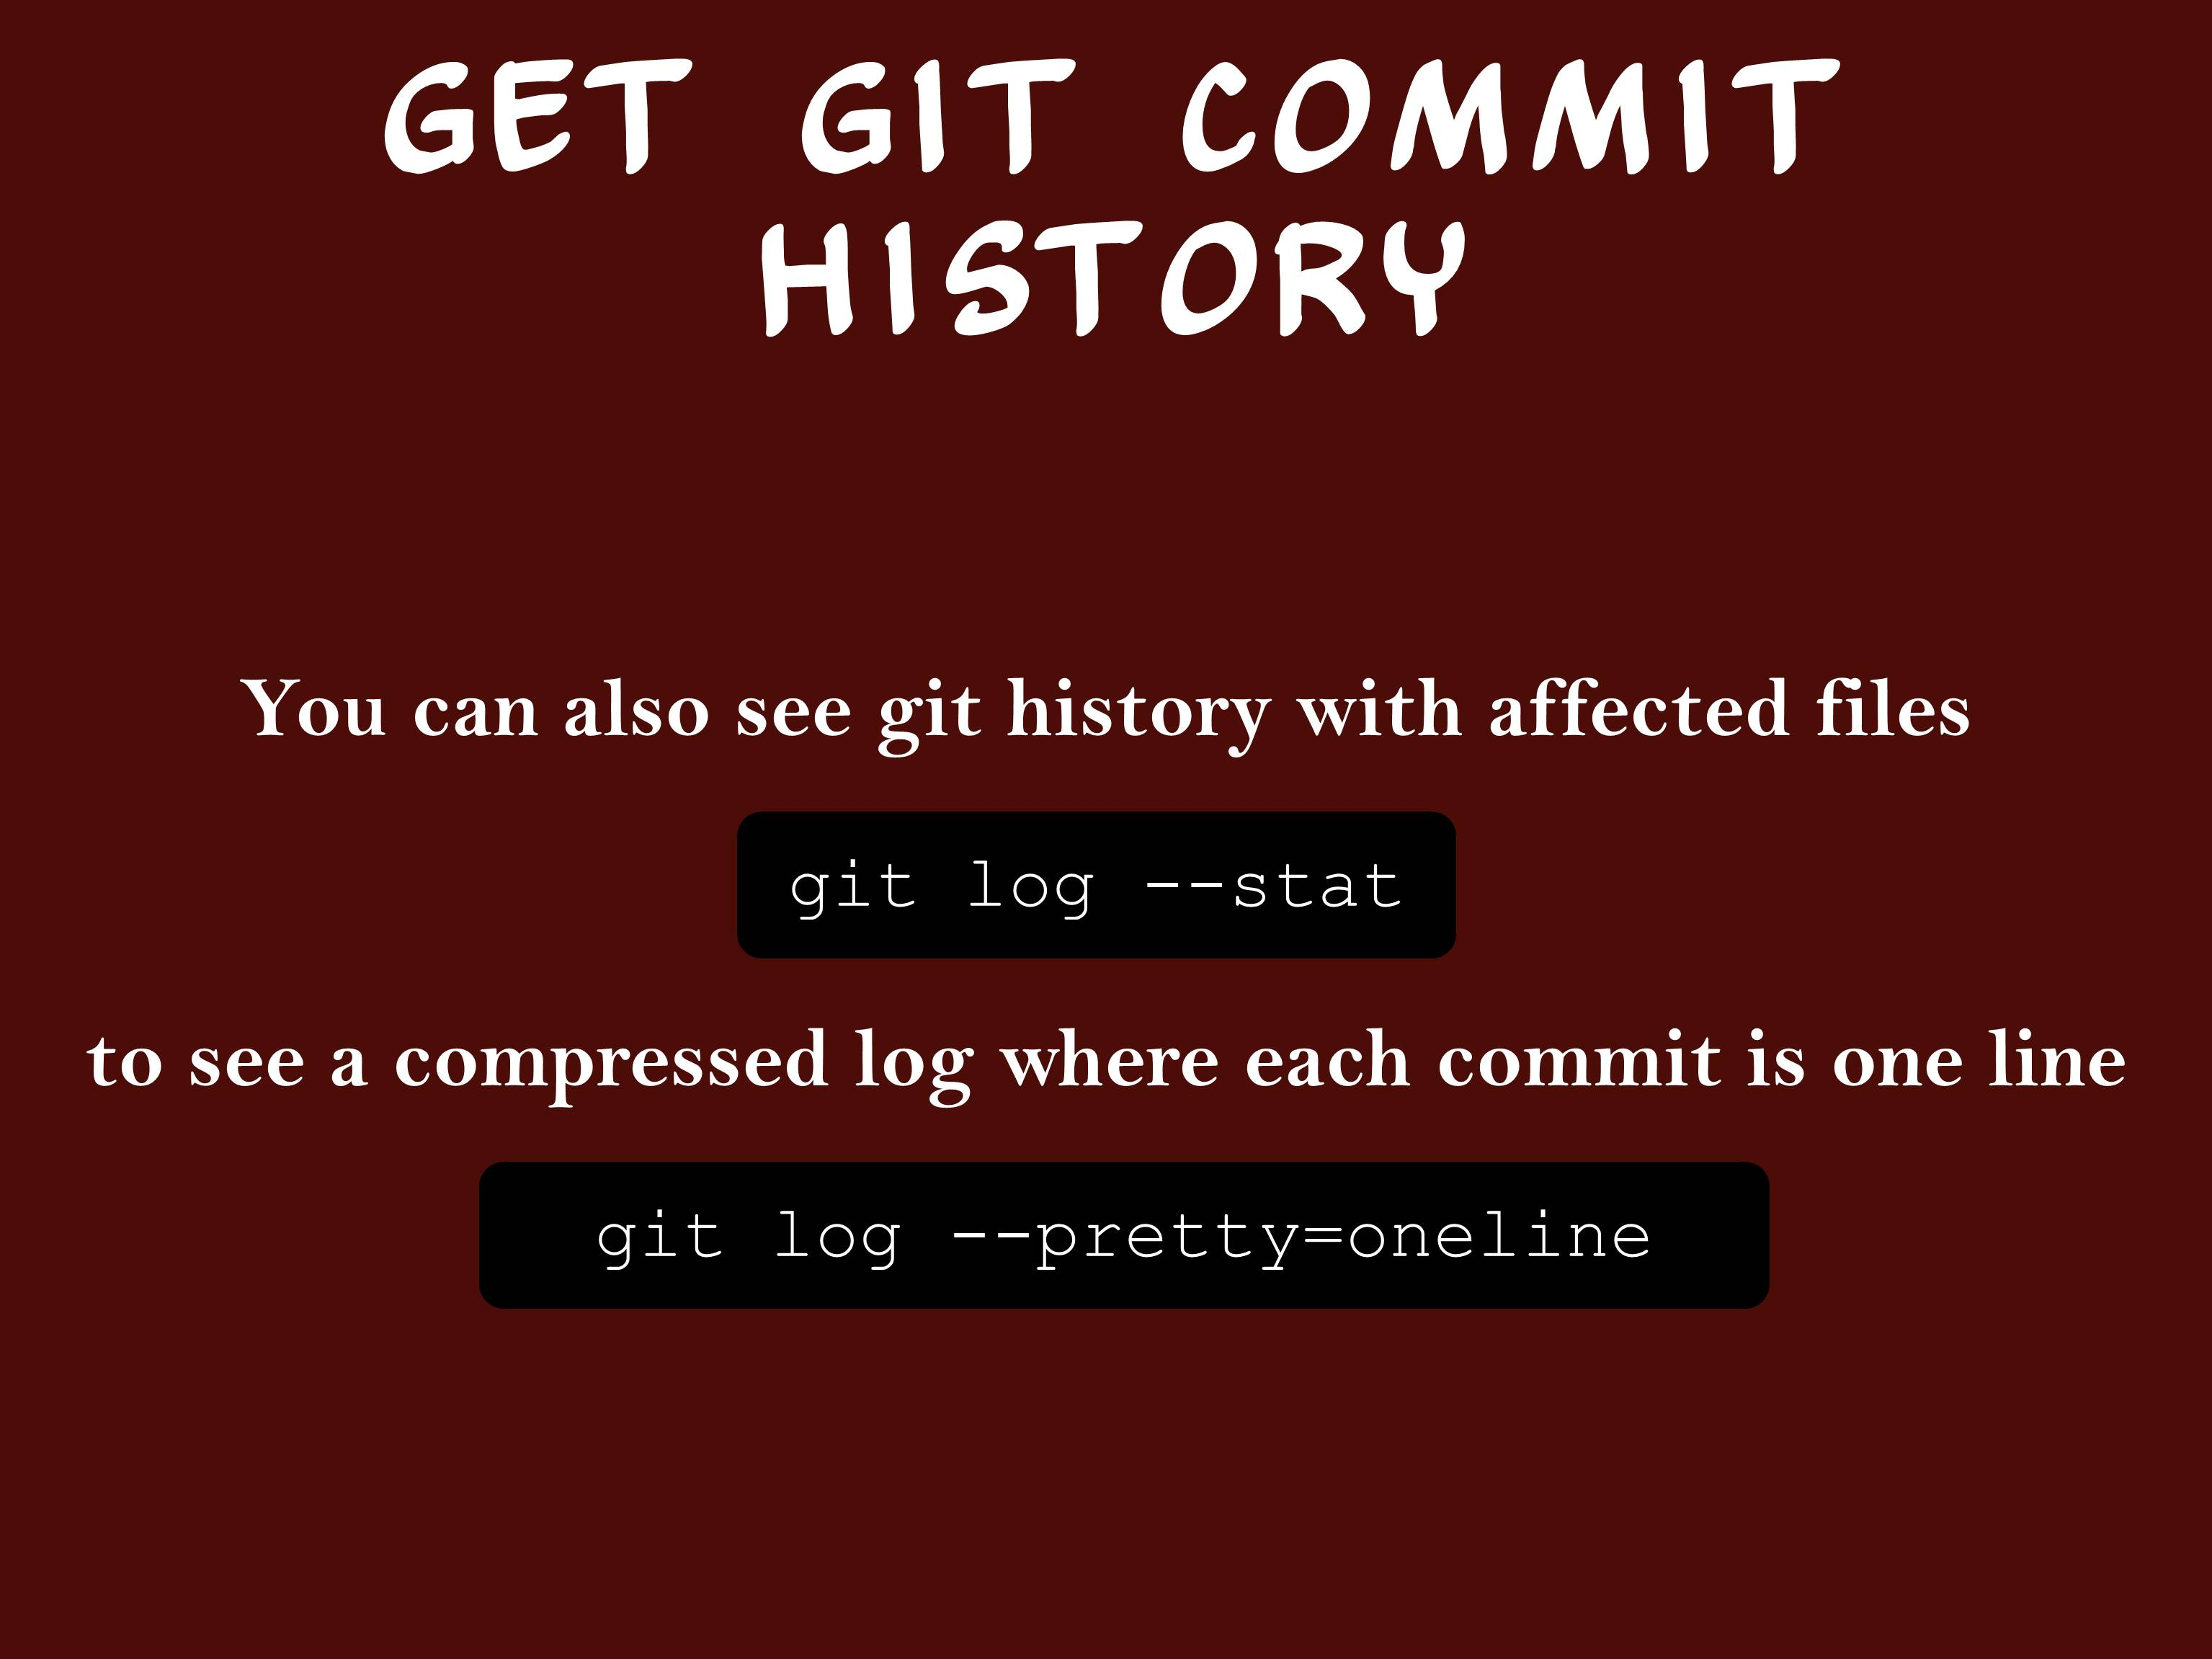 GET GIT COMMIT
HISTORY
You can also see git history with affected files
git log --stat
to see a compressed log where each commit is one line
git log --pretty=oneline